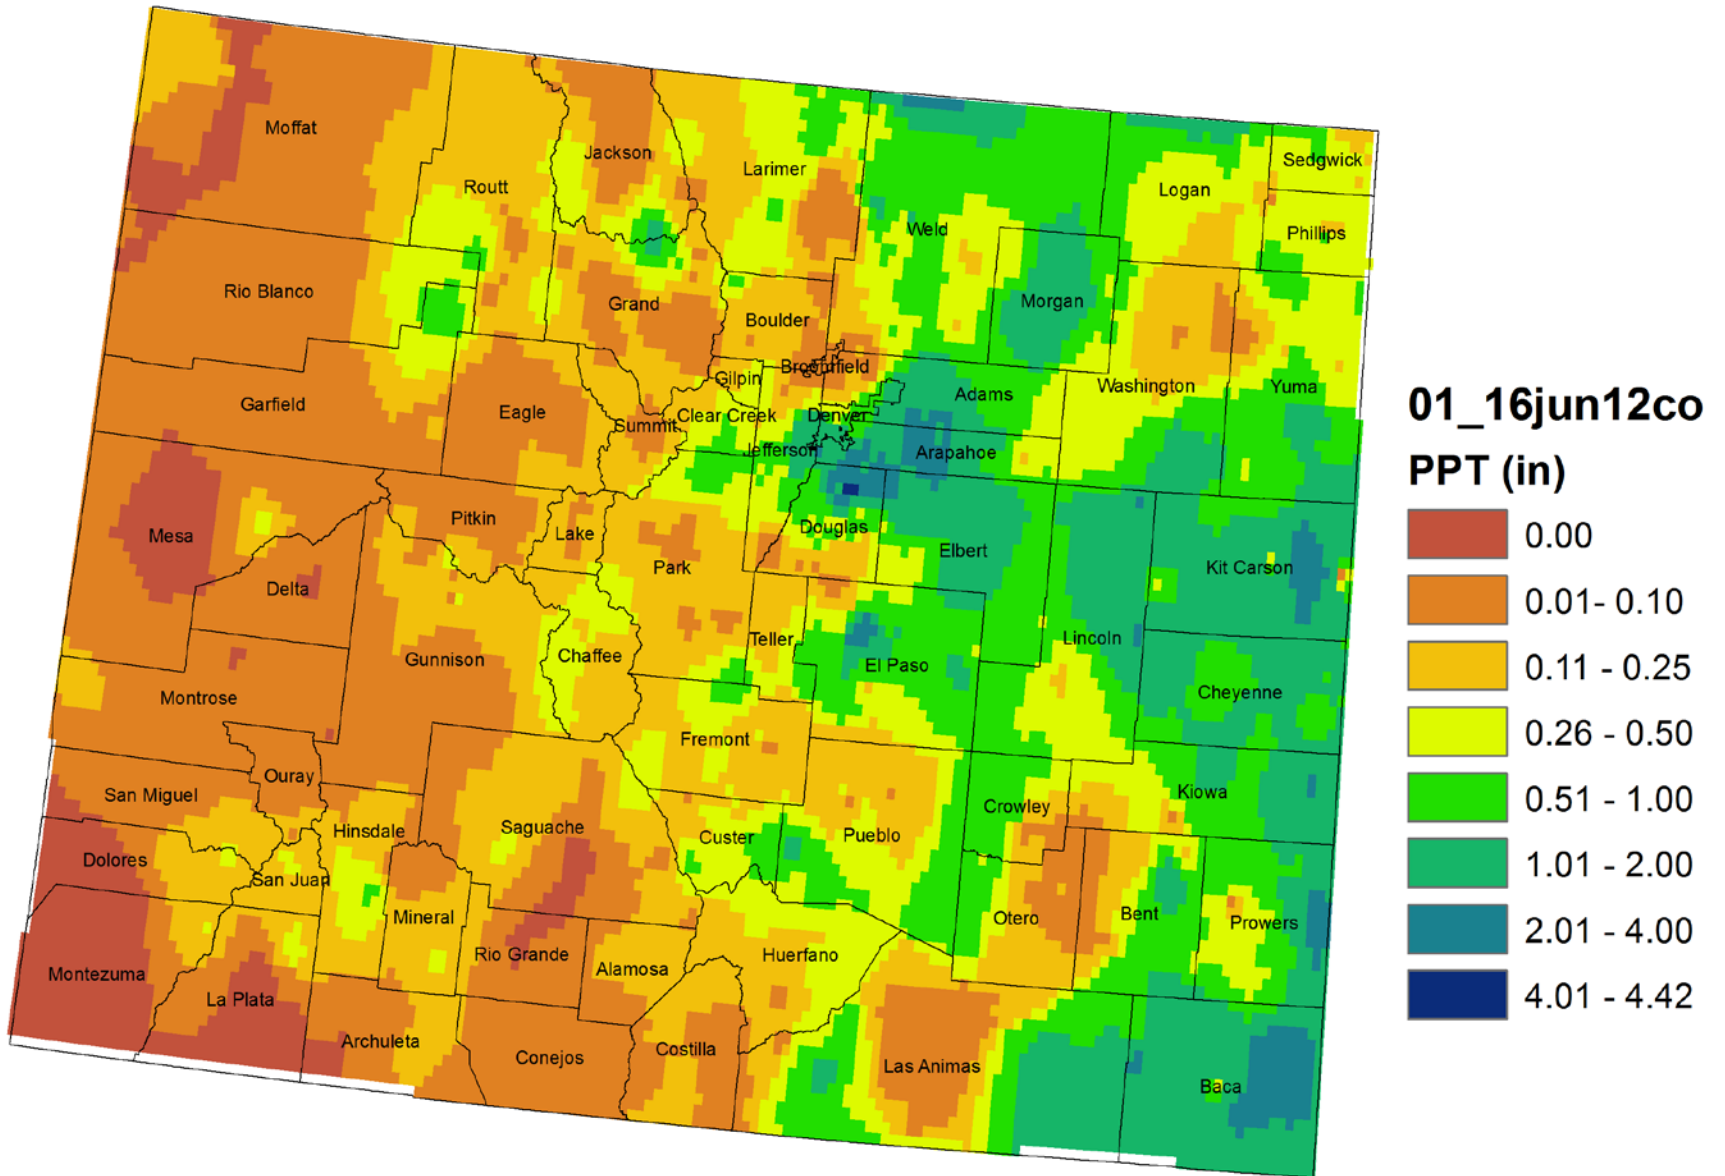 01_16jun12co
PPT (in)
0.00
0.01- 0.10
0.11 - 0.25
0.26 - 0.50
0.51 - 1.00
1.01 - 2.00
2.01 - 4.00
4.01 - 4.42
Moffat
Jackson
Larimer
Sedgwick
Routt
Logan
Weld
Phillips
Rio Blanco
Grand
Morgan
Boulder
Broomfield
Gilpin
Adams
Washington
Yuma
Garfield
Eagle
Clear Creek
Denver
Summit
Jefferson
Arapahoe
Mesa
Pitkin
Lake
Douglas
Elbert
Park
Kit Carson
Delta
Teller
Lincoln
Gunnison
Chaffee
El Paso
Montrose
Cheyenne
Fremont
Ouray
San Miguel
Kiowa
Crowley
Hinsdale
Saguache
Custer
Pueblo
Dolores
San Juan
Mineral
Otero
Bent
Prowers
Rio Grande
Huerfano
Alamosa
Montezuma
La Plata
Archuleta
Conejos
Costilla
Las Animas
Baca